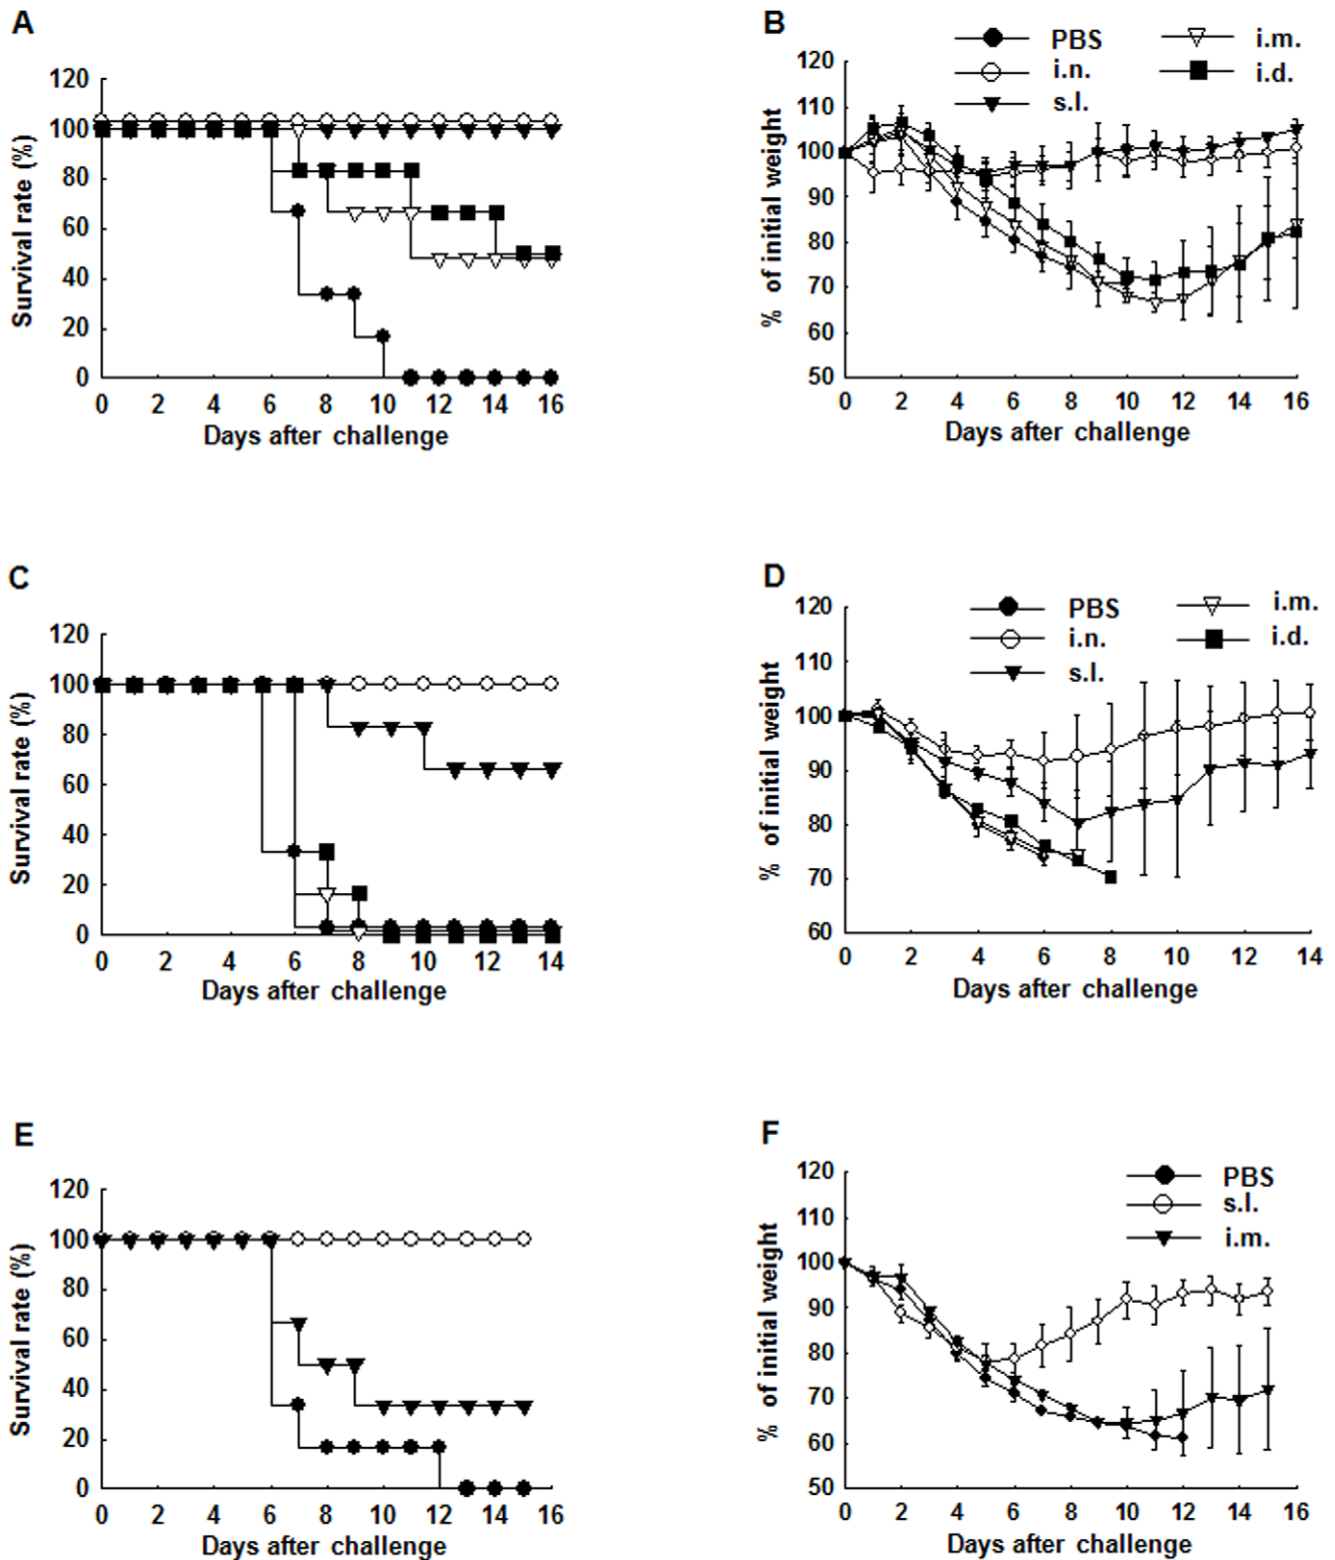 A
120
100
80
60
40
20
0
0 2 4 6 8 10 12 14 16
Survival rate (%)
Days after challenge
B
PBS
i.n.
s.l.
i.m.
i.d.
120
110
100
90
80
70
60
50
0 2 4 6 8 10 12 14 16
% of initial weight
Days after challenge
C
120
100
80
60
40
20
0
0 2 4 6 8 10 12 14
Survival rate (%)
Days after challenge
D
PBS
i.n.
s.l.
i.m.
i.d.
120
110
100
90
80
70
60
0 2 4 6 8 10 12 14
% of initial weight
Days after challenge
E
120
100
80
60
40
20
0
0 2 4 6 8 10 12 14 16
Survival rate (%)
Days after challenge
F
PBS
s.l.
i.m.
120
110
100
90
80
70
60
50
0 2 4 6 8 10 12 14 16
% of initial weight
Days after challenge